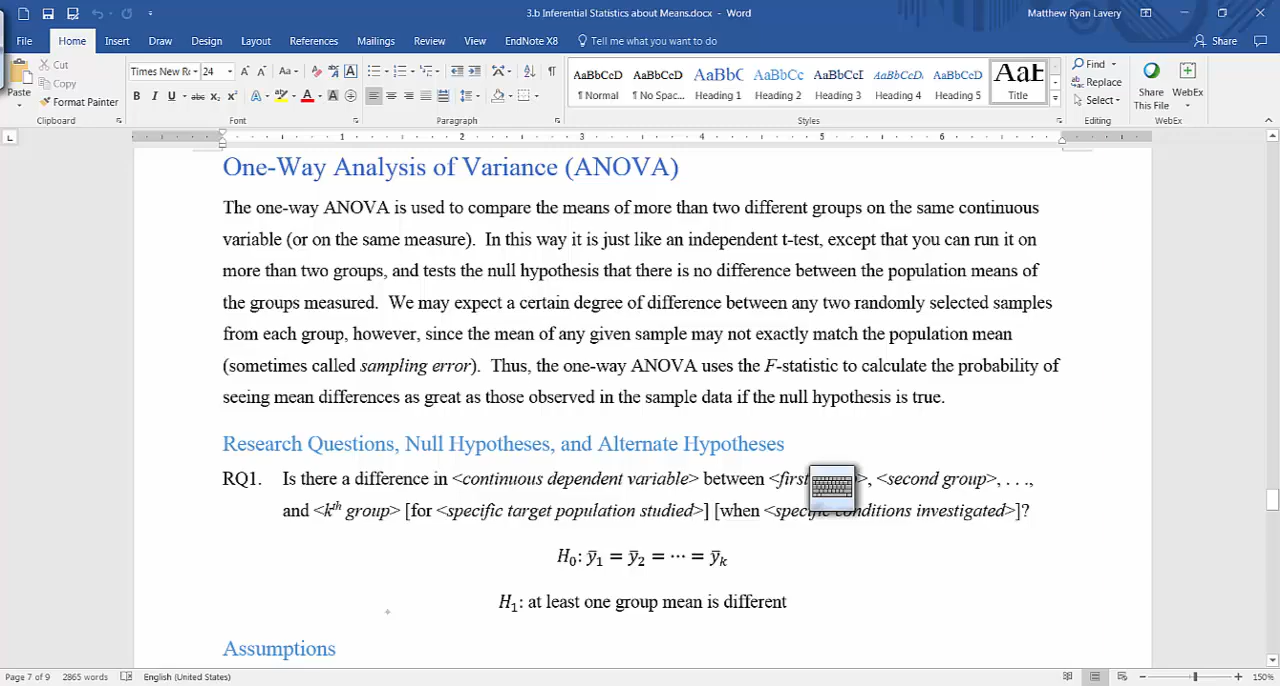 3.b Inferential Statistics about Means.docx - Word
Matthew Ryan Lavery
File Home Insert Draw Design Layout References Mailings Review View EndNote X8 Tell me what you want to do Share
Paste Cut Copy Format Painter
Times New Ro 24 Aa
B I U abc X₂ X² A A A
AaBbCcD AaBbCcD AaBbC AaBbCc AaBbCcI AaBbCcD AaBbCcD AaB
¶ Normal ¶ No Spac... Heading 1 Heading 2 Heading 3 Heading 4 Heading 5 Title
Find Replace Select
Share This File WebEx
Clipboard Font Paragraph Styles Editing WebEx
1 2 3 4 5 6
One-Way Analysis of Variance (ANOVA)
The one-way ANOVA is used to compare the means of more than two different groups on the same continuous
variable (or on the same measure). In this way it is just like an independent t-test, except that you can run it on
more than two groups, and tests the null hypothesis that there is no difference between the population means of
the groups measured. We may expect a certain degree of difference between any two randomly selected samples
from each group, however, since the mean of any given sample may not exactly match the population mean
(sometimes called sampling error). Thus, the one-way ANOVA uses the F-statistic to calculate the probability of
seeing mean differences as great as those observed in the sample data if the null hypothesis is true.
Research Questions, Null Hypotheses, and Alternate Hypotheses
RQ1. Is there a difference in <continuous dependent variable> between <first >, <second group>, . . .,
and <kᵗʰ group> [for <specific target population studied>] [when <specific conditions investigated>]?
H₀: ȳ₁ = ȳ₂ = ⋯ = ȳₖ
H₁: at least one group mean is different
Assumptions
Page 7 of 9 2865 words English (United States) 150%